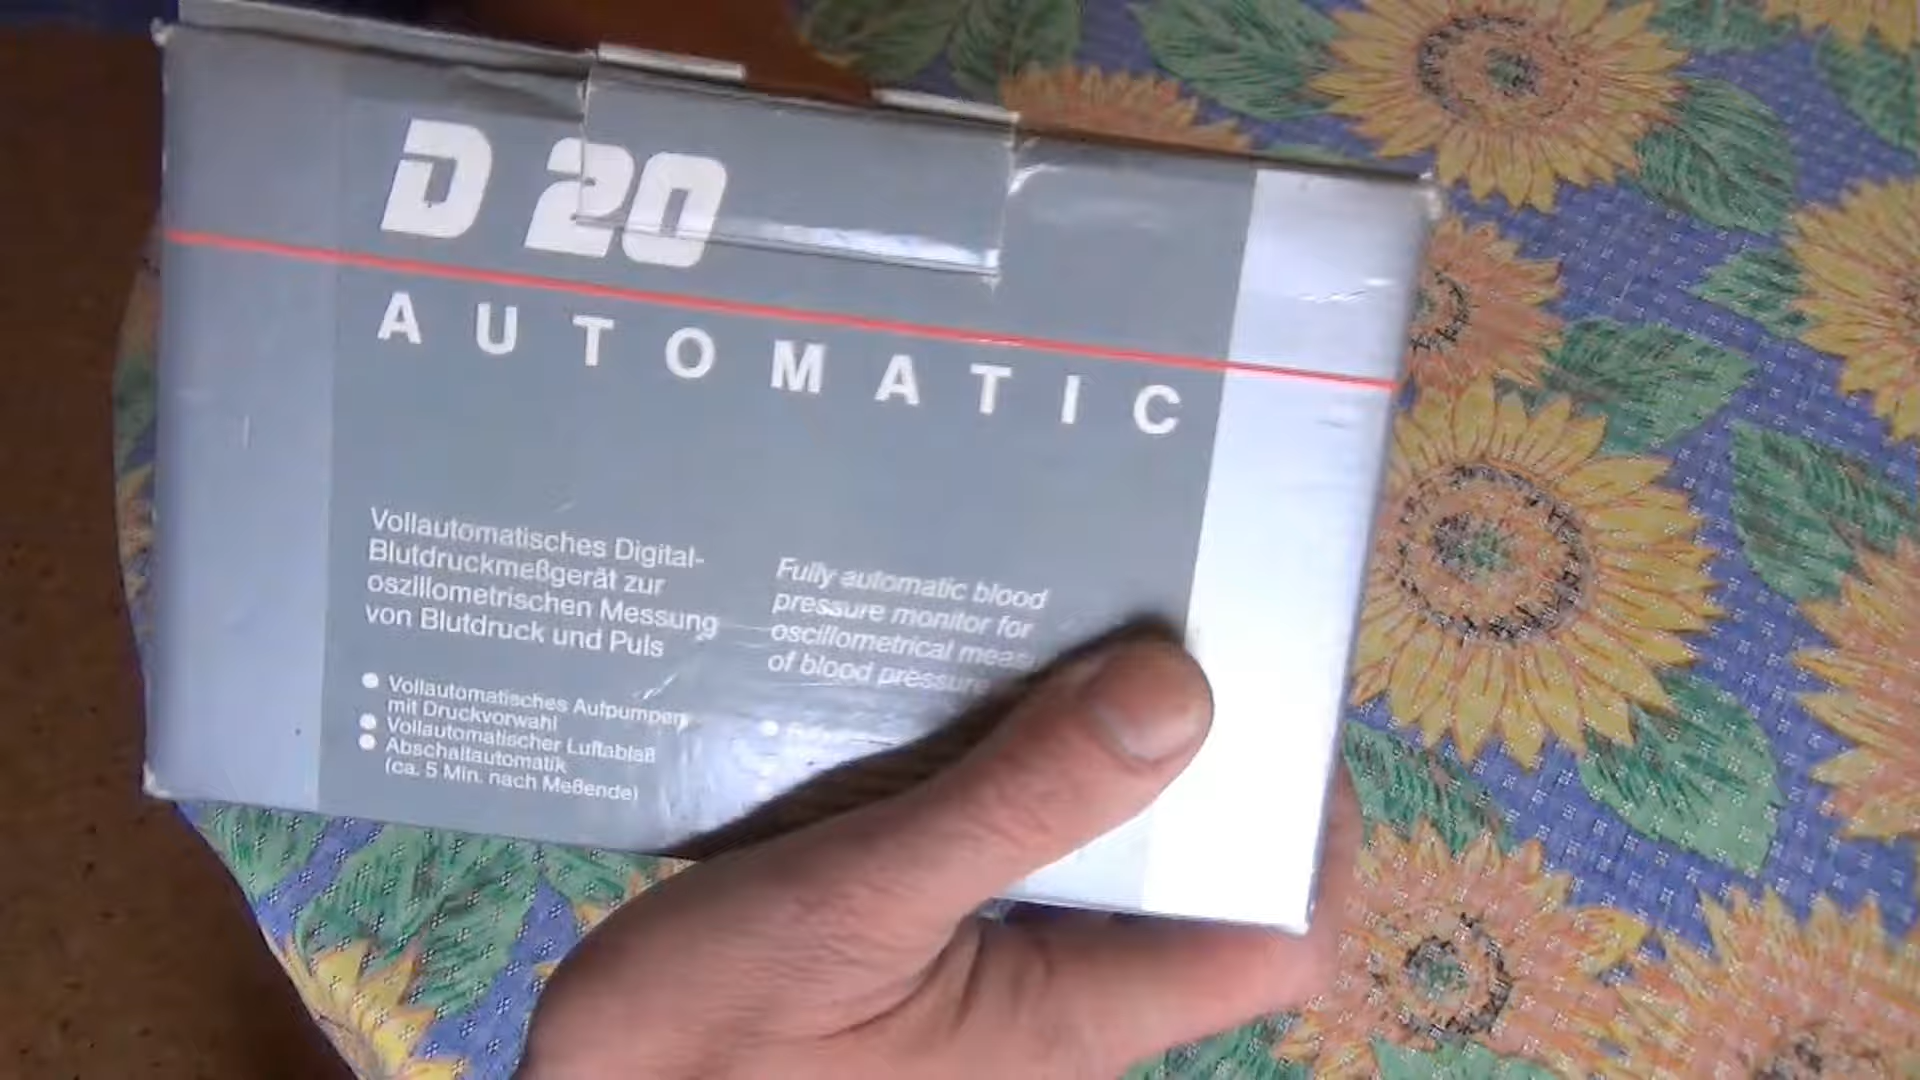 D 20
AUTOMATIC
Vollautomatisches Digital-
Blutdruckmeßgerät zur
oszillometrischen Messung
von Blutdruck und Puls
● Vollautomatisches Aufpumpen
mit Druckvorwahl
● Vollautomatischer Luftablaß
● Abschaltautomatik
(ca. 5 Min. nach Meßende)
Fully automatic blood
pressure monitor for
oscillometrical
of blood pressure